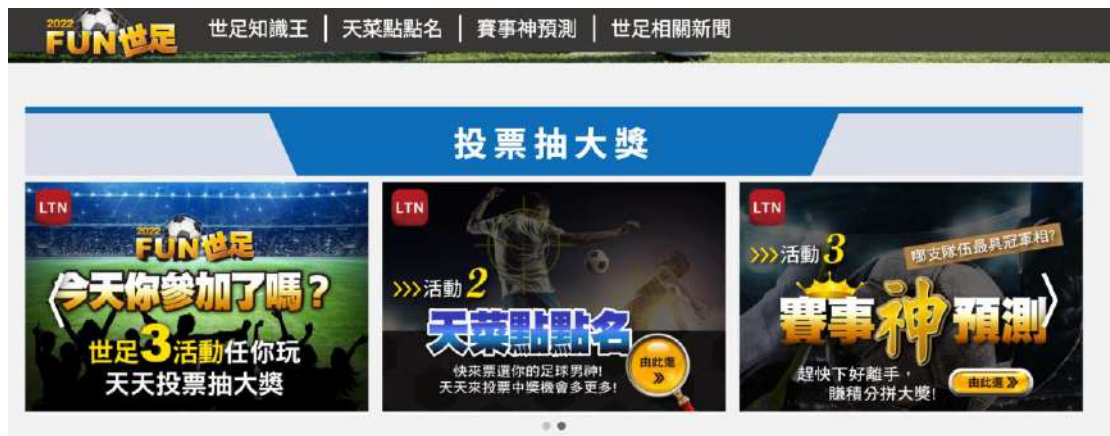 2022
FUN世足
世足知識王 | 天菜點點名 | 賽事神預測 | 世足相關新聞
投票抽大獎
LTN
2022
FUN世足
今天你參加了嗎?
世足3活動任你玩
天天投票抽大獎
LTN
>>>活動2
天菜點點名
快來票選你的足球男神!
天天來投票中獎機會多更多!
由此進
LTN
>>>活動3
哪支隊伍最具冠軍相?
賽事神預測
趕快下好離手,
賺積分拼大獎!
由此進